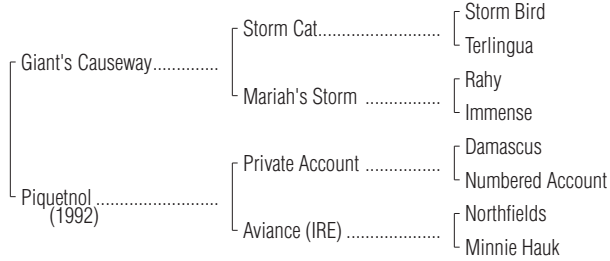 Storm Bird
Storm Cat..........................
Terlingua
Giant's Causeway..............
Rahy
Mariah's Storm ................
Immense
Damascus
Private Account ................
Numbered Account
Piquetnol ..........................
(1992)
Northfields
Aviance (IRE) ....................
Minnie Hauk